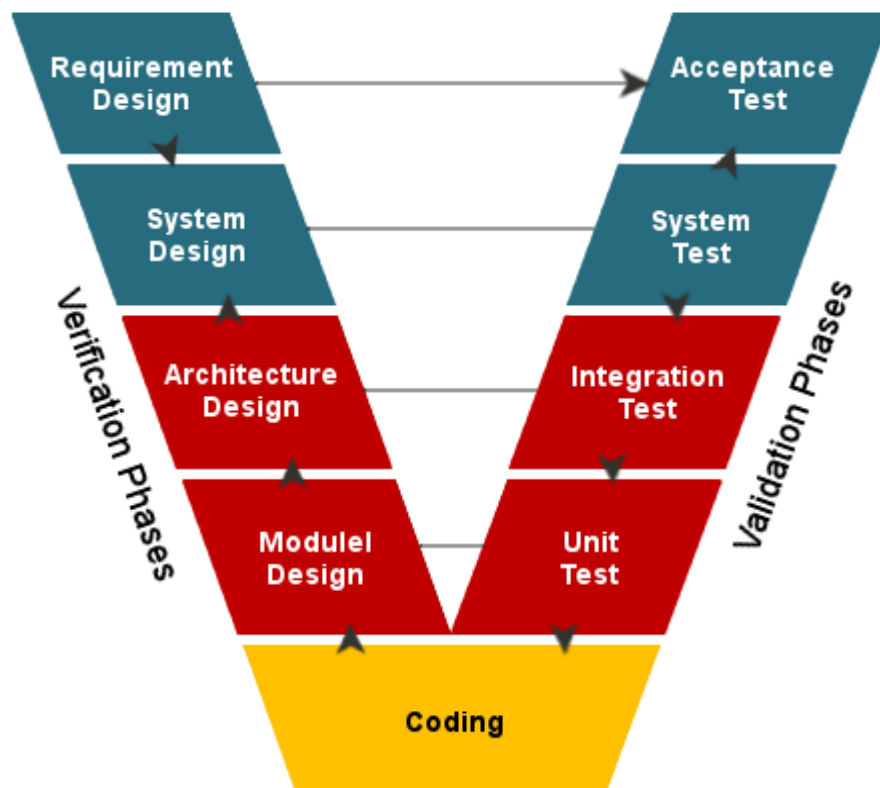 Requirement
Design
Acceptance
Test
System
Design
System
Test
Verification Phases
Validation Phases
Architecture
Design
Integration
Test
Modulel
Design
Unit
Test
Coding